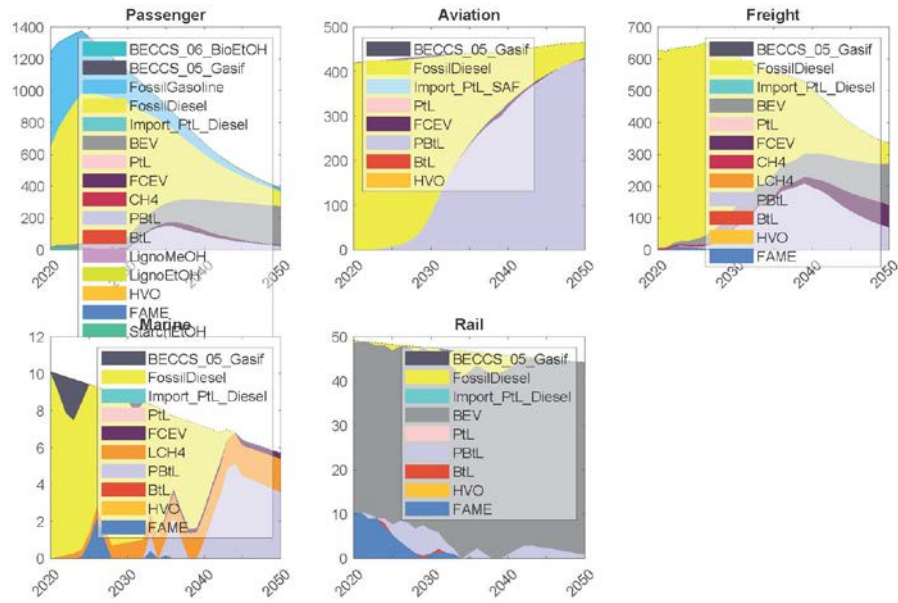 Passenger
1400
1200
1000
800
600
400
200
0
2020
2030
2040
2050
BECCS_06_BioEtOH
BECCS_05_Gasif
FossilGasoline
FossilDiesel
Import_PtL_Diesel
BEV
PtL
FCEV
CH4
PBtL
BtL
LignoMeOH
LignoEtOH
HVO
FAME
StarchEtOH
Aviation
500
400
300
200
100
0
2020
2030
2040
2050
BECCS_05_Gasif
FossilDiesel
Import_PtL_SAF
PtL
FCEV
PBtL
BtL
HVO
Freight
700
600
500
400
300
200
100
0
2020
2030
2040
2050
BECCS_05_Gasif
FossilDiesel
Import_PtL_Diesel
BEV
PtL
FCEV
CH4
LCH4
PBtL
BtL
HVO
FAME
Marine
12
10
8
6
4
2
0
2020
2030
2040
2050
BECCS_05_Gasif
FossilDiesel
Import_PtL_Diesel
PtL
FCEV
LCH4
PBtL
BtL
HVO
FAME
Rail
50
40
30
20
10
0
2020
2030
2040
2050
BECCS_05_Gasif
FossilDiesel
Import_PtL_Diesel
BEV
PtL
PBtL
BtL
HVO
FAME